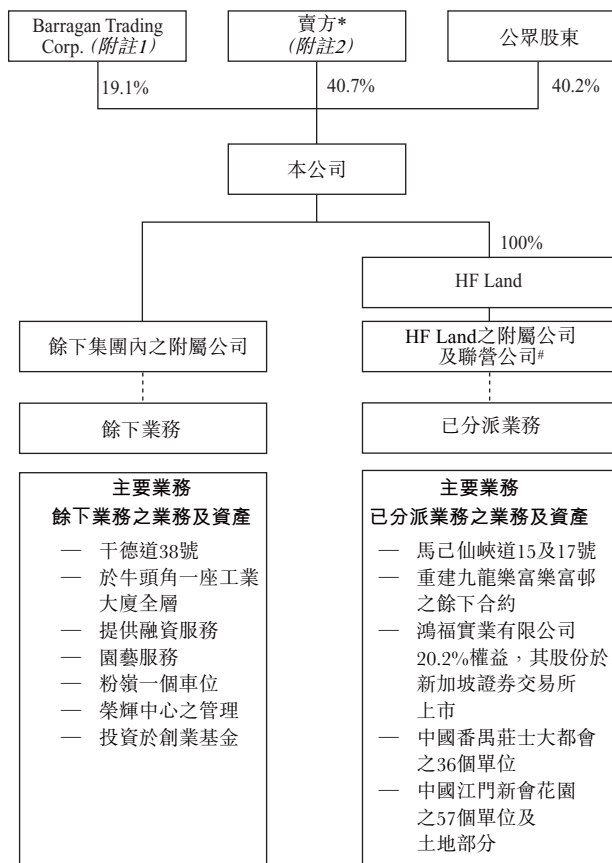 Barragan Trading
Corp. (附註1)
賣方*
(附註2)
公眾股東
19.1%
40.7%
40.2%
本公司
100%
HF Land
餘下集團內之附屬公司
HF Land之附屬公司
及聯營公司#
餘下業務
已分派業務
主要業務
餘下業務之業務及資產
— 干德道38號
— 於牛頭角一座工業
大廈全層
— 提供融資服務
— 園藝服務
— 粉嶺一個車位
— 榮輝中心之管理
— 投資於創業基金
主要業務
已分派業務之業務及資產
— 馬己仙峽道15及17號
— 重建九龍樂富樂富邨
之餘下合約
— 鴻福實業有限公司
20.2%權益，其股份於
新加坡證券交易所
上市
— 中國番禺莊士大都會
之36個單位
— 中國江門新會花園
之57個單位及
土地部分